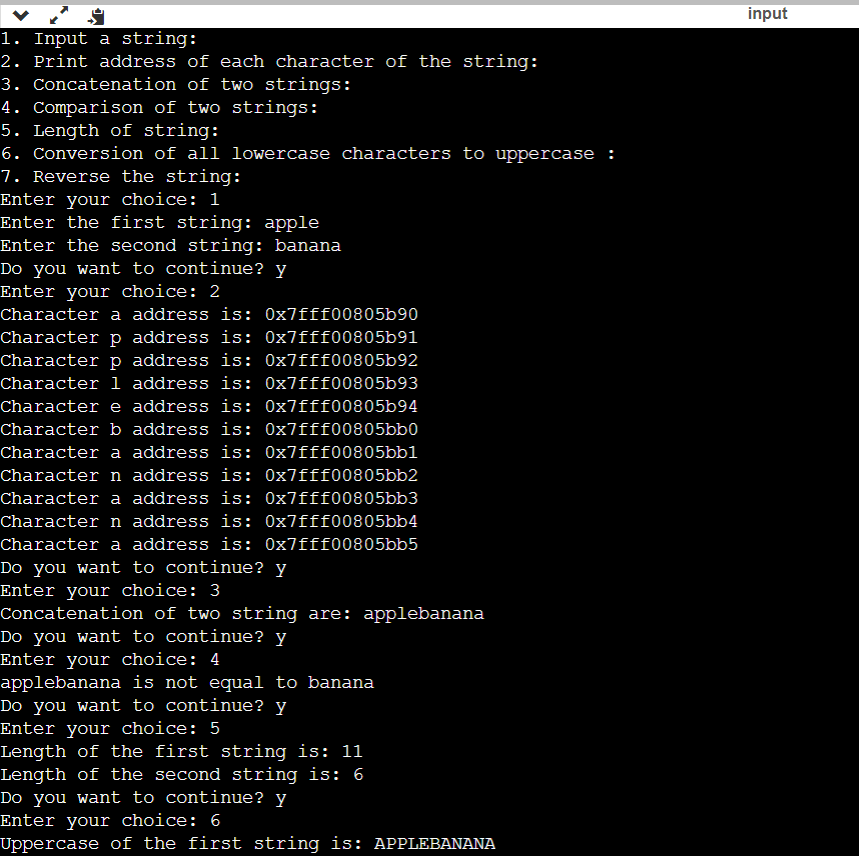 input
1. Input a string:
2. Print address of each character of the string:
3. Concatenation of two strings:
4. Comparison of two strings:
5. Length of string:
6. Conversion of all lowercase characters to uppercase :
7. Reverse the string:
Enter your choice: 1
Enter the first string: apple
Enter the second string: banana
Do you want to continue? y
Enter your choice: 2
Character a address is: 0x7fff00805b90
Character p address is: 0x7fff00805b91
Character p address is: 0x7fff00805b92
Character l address is: 0x7fff00805b93
Character e address is: 0x7fff00805b94
Character b address is: 0x7fff00805bb0
Character a address is: 0x7fff00805bb1
Character n address is: 0x7fff00805bb2
Character a address is: 0x7fff00805bb3
Character n address is: 0x7fff00805bb4
Character a address is: 0x7fff00805bb5
Do you want to continue? y
Enter your choice: 3
Concatenation of two string are: applebanana
Do you want to continue? y
Enter your choice: 4
applebanana is not equal to banana
Do you want to continue? y
Enter your choice: 5
Length of the first string is: 11
Length of the second string is: 6
Do you want to continue? y
Enter your choice: 6
Uppercase of the first string is: APPLEBANANA